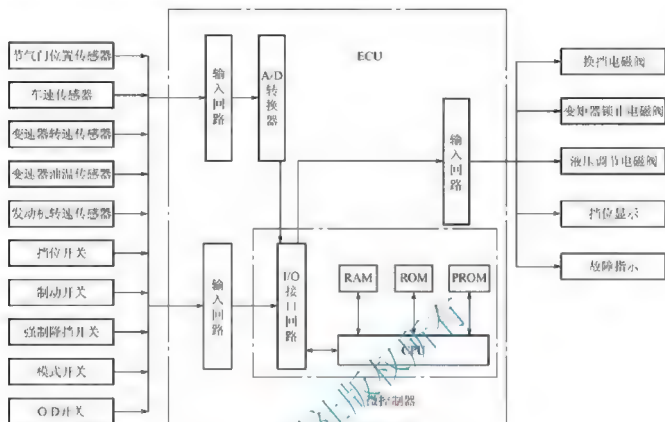 节气门位置传感器
车速传感器
变速器转速传感器
变速器油温传感器
发动机转速传感器
挡位开关
制动开关
强制降挡开关
模式开关
O/D开关
ECU
输入回路
A/D转换器
输入回路
输入回路
I/O接口回路
RAM
ROM
PROM
CPU
微控制器
换挡电磁阀
变矩器锁止电磁阀
液压调节电磁阀
挡位显示
故障指示
社版权所有